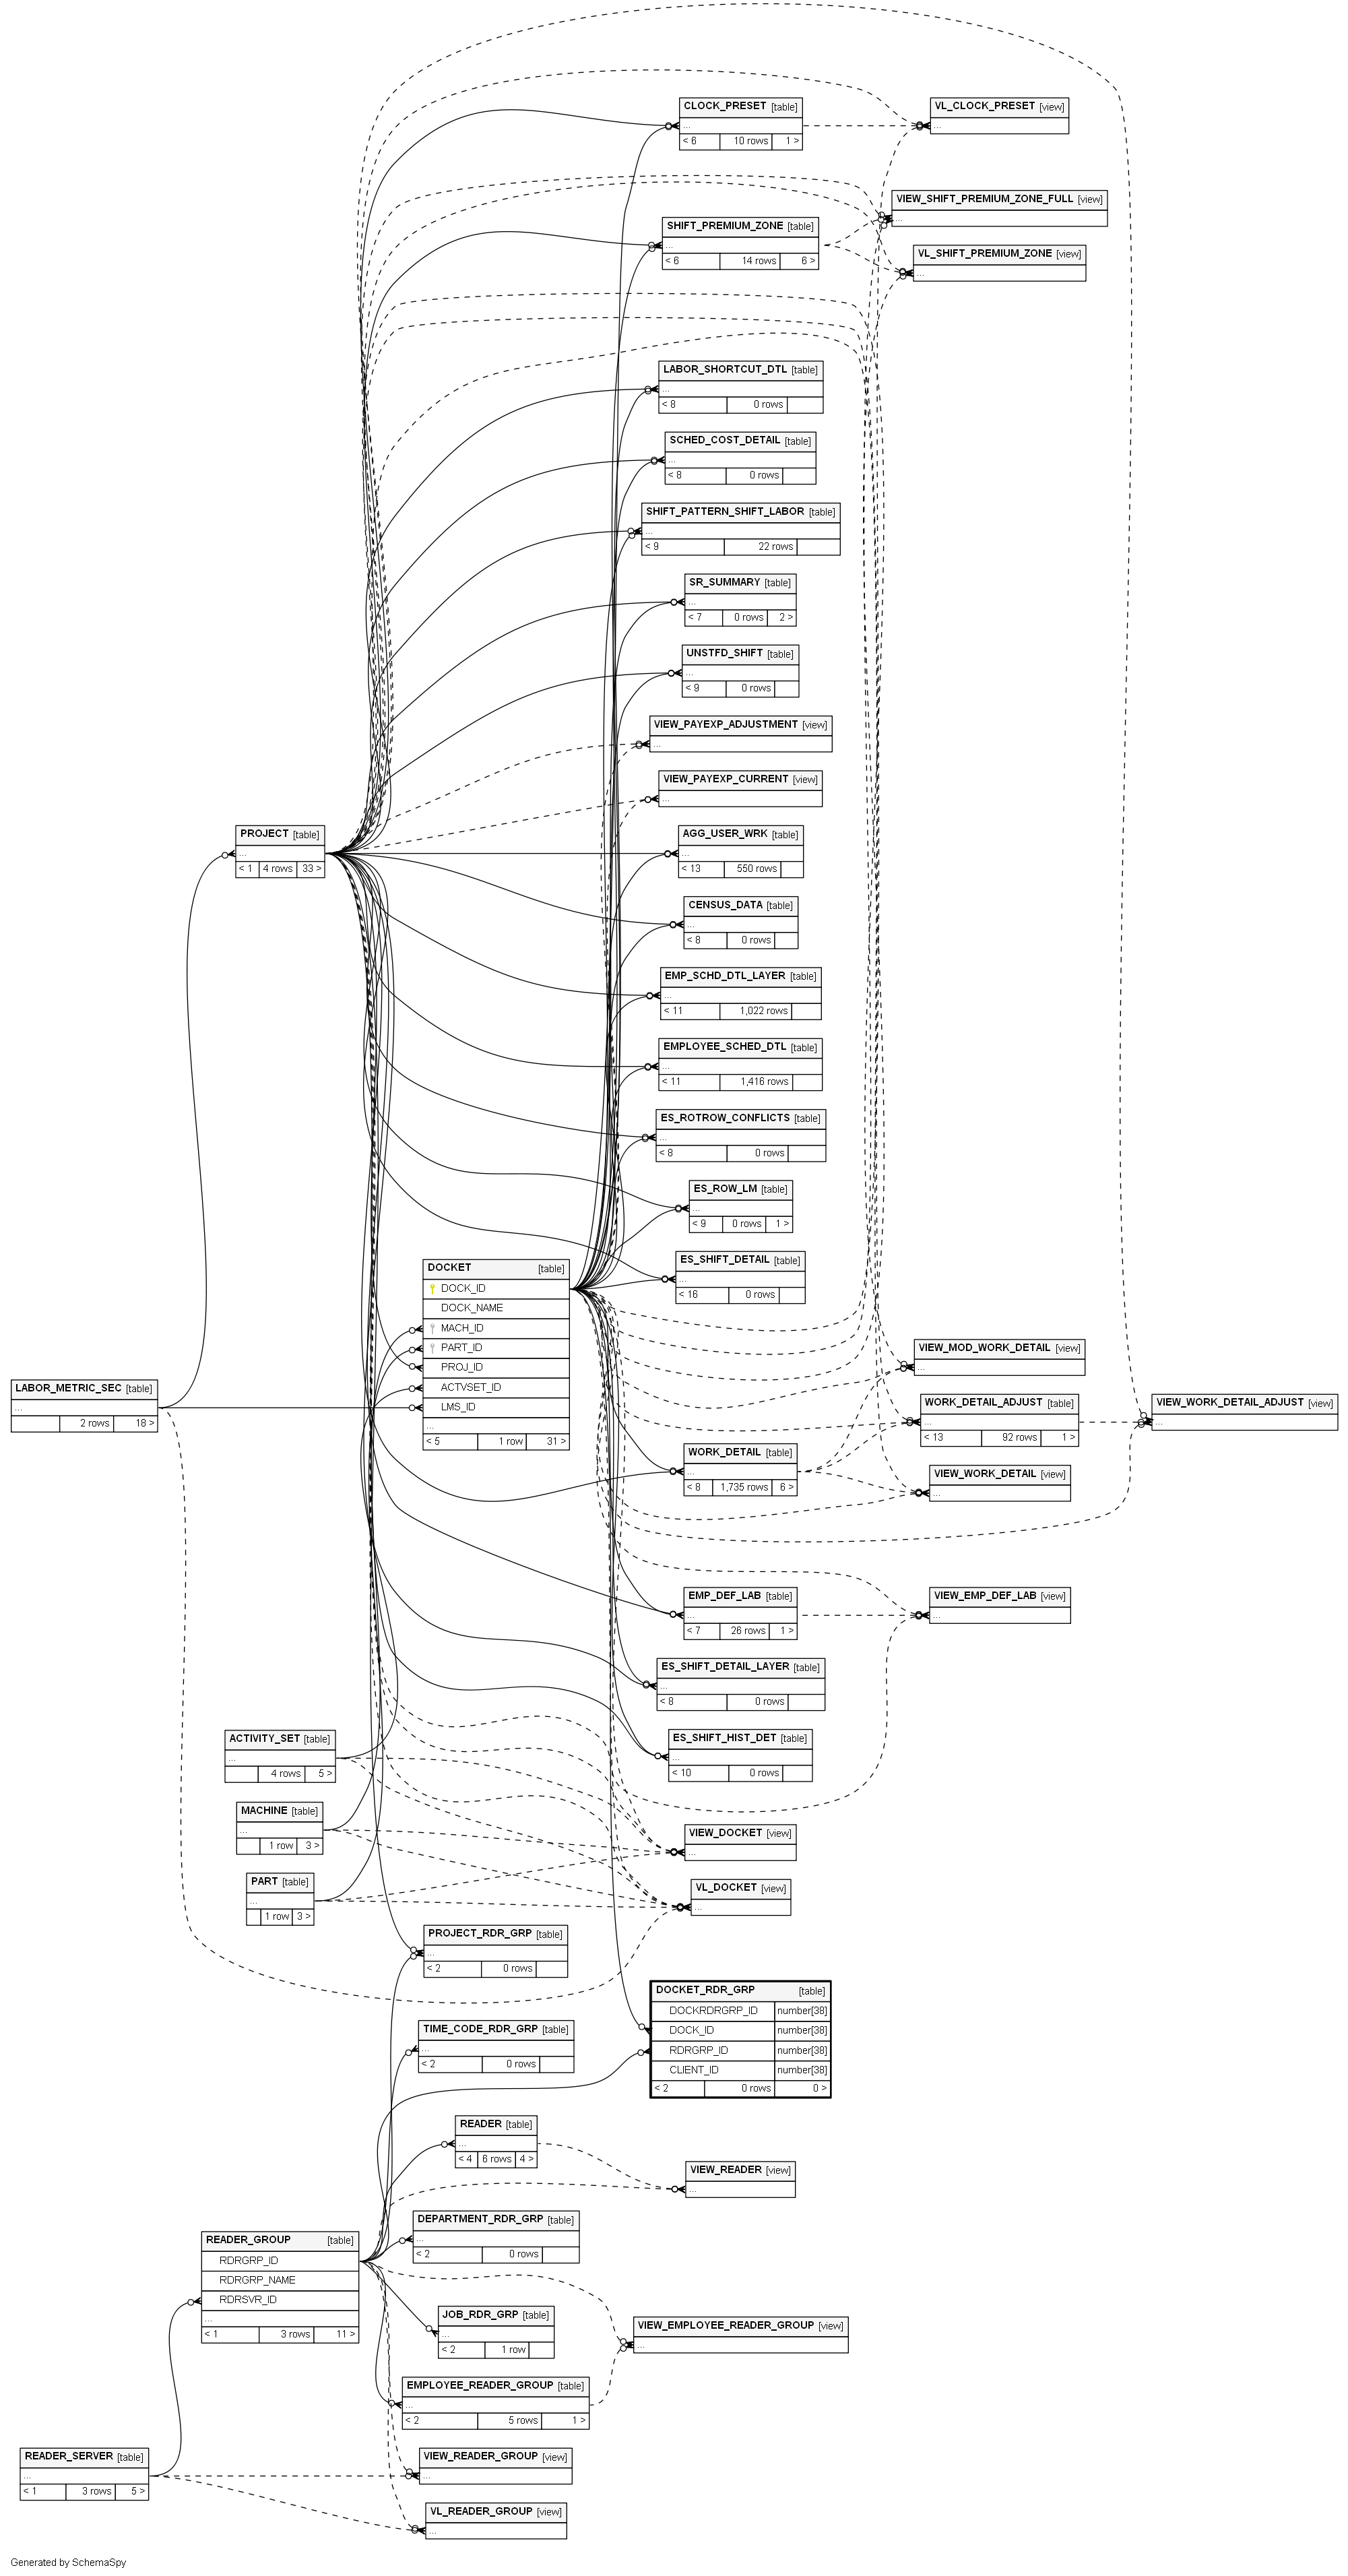 CLOCK_PRESET [table]
...
< 6 10 rows 1 >
VL_CLOCK_PRESET [view]
...
VIEW_SHIFT_PREMIUM_ZONE_FULL [view]
...
SHIFT_PREMIUM_ZONE [table]
...
< 6 14 rows 6 >
VL_SHIFT_PREMIUM_ZONE [view]
...
LABOR_SHORTCUT_DTL [table]
...
< 8 0 rows
SCHED_COST_DETAIL [table]
...
< 8 0 rows
SHIFT_PATTERN_SHIFT_LABOR [table]
...
< 9 22 rows
SR_SUMMARY [table]
...
< 7 0 rows 2 >
UNSTFD_SHIFT [table]
...
< 9 0 rows
VIEW_PAYEXP_ADJUSTMENT [view]
...
VIEW_PAYEXP_CURRENT [view]
...
PROJECT [table]
...
< 1 4 rows 33 >
AGG_USER_WRK [table]
...
< 13 550 rows
CENSUS_DATA [table]
...
< 8 0 rows
EMP_SCHD_DTL_LAYER [table]
...
< 11 1,022 rows
EMPLOYEE_SCHED_DTL [table]
...
< 11 1,416 rows
ES_ROTROW_CONFLICTS [table]
...
< 8 0 rows
ES_ROW_LM [table]
...
< 9 0 rows 1 >
ES_SHIFT_DETAIL [table]
...
< 16 0 rows
DOCKET [table]
DOCK_ID
DOCK_NAME
MACH_ID
PART_ID
PROJ_ID
ACTVSET_ID
LMS_ID
...
< 5 1 row 31 >
LABOR_METRIC_SEC [table]
...
2 rows 18 >
VIEW_MOD_WORK_DETAIL [view]
...
WORK_DETAIL_ADJUST [table]
...
< 13 92 rows 1 >
VIEW_WORK_DETAIL_ADJUST [view]
...
WORK_DETAIL [table]
...
< 8 1,735 rows 6 >
VIEW_WORK_DETAIL [view]
...
EMP_DEF_LAB [table]
...
< 7 26 rows 1 >
VIEW_EMP_DEF_LAB [view]
...
ES_SHIFT_DETAIL_LAYER [table]
...
< 8 0 rows
ES_SHIFT_HIST_DET [table]
...
< 10 0 rows
ACTIVITY_SET [table]
...
4 rows 5 >
MACHINE [table]
...
1 row 3 >
VIEW_DOCKET [view]
...
PART [table]
...
1 row 3 >
VL_DOCKET [view]
...
PROJECT_RDR_GRP [table]
...
< 2 0 rows
DOCKET_RDR_GRP [table]
DOCKRDRGRP_ID number[38]
DOCK_ID number[38]
RDRGRP_ID number[38]
CLIENT_ID number[38]
< 2 0 rows 0 >
TIME_CODE_RDR_GRP [table]
...
< 2 0 rows
READER [table]
...
< 4 6 rows 4 >
VIEW_READER [view]
...
DEPARTMENT_RDR_GRP [table]
...
< 2 0 rows
READER_GROUP [table]
RDRGRP_ID
RDRGRP_NAME
RDRSVR_ID
...
< 1 3 rows 11 >
JOB_RDR_GRP [table]
...
< 2 1 row
VIEW_EMPLOYEE_READER_GROUP [view]
...
EMPLOYEE_READER_GROUP [table]
...
< 2 5 rows 1 >
READER_SERVER [table]
...
< 1 3 rows 5 >
VIEW_READER_GROUP [view]
...
VL_READER_GROUP [view]
...
Generated by SchemaSpy